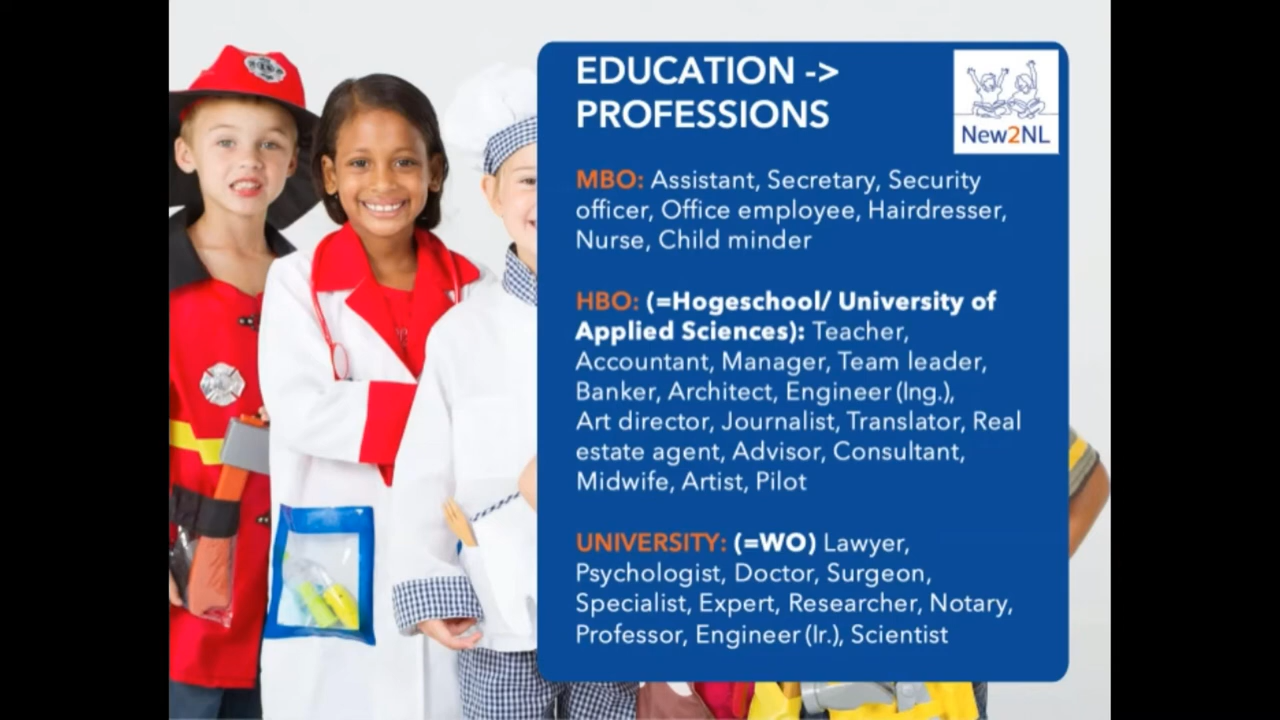 EDUCATION ->
PROFESSIONS
New2NL
MBO: Assistant, Secretary, Security
officer, Office employee, Hairdresser,
Nurse, Child minder
HBO: (=Hogeschool/ University of
Applied Sciences): Teacher,
Accountant, Manager, Team leader,
Banker, Architect, Engineer (Ing.),
Art director, Journalist, Translator, Real
estate agent, Advisor, Consultant,
Midwife, Artist, Pilot
UNIVERSITY: (=WO) Lawyer,
Psychologist, Doctor, Surgeon,
Specialist, Expert, Researcher, Notary,
Professor, Engineer (Ir.), Scientist